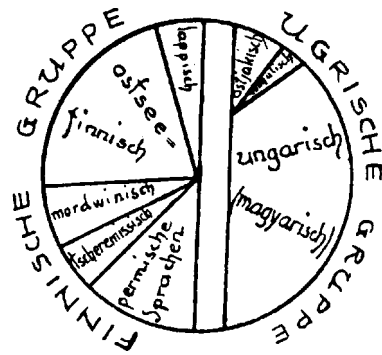 FINNISCHE GRUPPE
UGRISCHE GRUPPE
lappisch
ostsee=
finnisch
mordwinisch
tscheremissisch
permische
Sprachen
ostjakisch
ungarisch
(magyarisch)